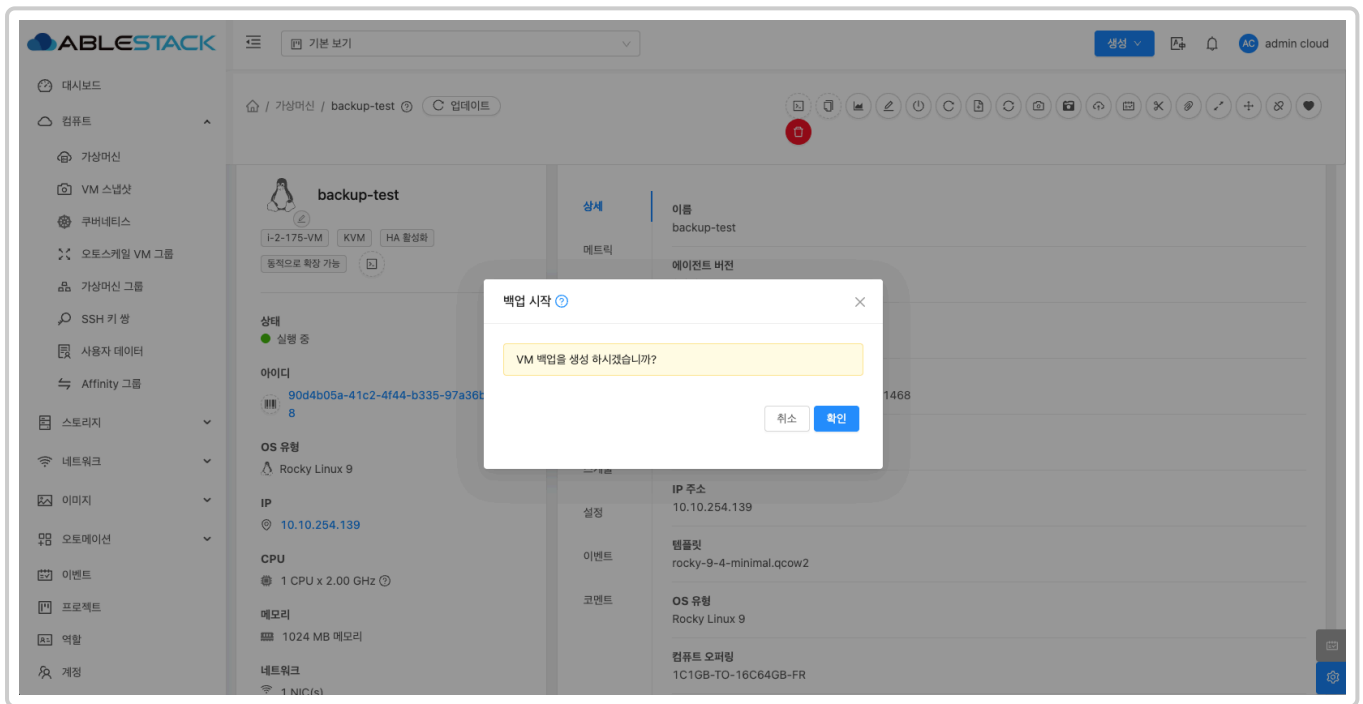 ABLESTACK
기본 보기
생성
AC
admin cloud
대시보드
컴퓨트
가상머신
VM 스냅샷
쿠버네티스
오토스케일 VM 그룹
가상머신 그룹
SSH 키 쌍
사용자 데이터
Affinity 그룹
스토리지
네트워크
이미지
오토메이션
이벤트
프로젝트
역할
계정
/ 가상머신 / backup-test
업데이트
backup-test
i-2-175-VM
KVM
HA 활성화
동적으로 확장 가능
상태
실행 중
아이디
90d4b05a-41c2-4f44-b335-97a36
8
OS 유형
Rocky Linux 9
IP
10.10.254.139
CPU
1 CPU x 2.00 GHz
메모리
1024 MB 메모리
네트워크
1 NIC(s)
상세
메트릭
설정
이벤트
코멘트
이름
backup-test
에이전트 버전
1468
IP 주소
10.10.254.139
템플릿
rocky-9-4-minimal.qcow2
OS 유형
Rocky Linux 9
컴퓨트 오퍼링
1C1GB-TO-16C64GB-FR
백업 시작
VM 백업을 생성 하시겠습니까?
취소
확인